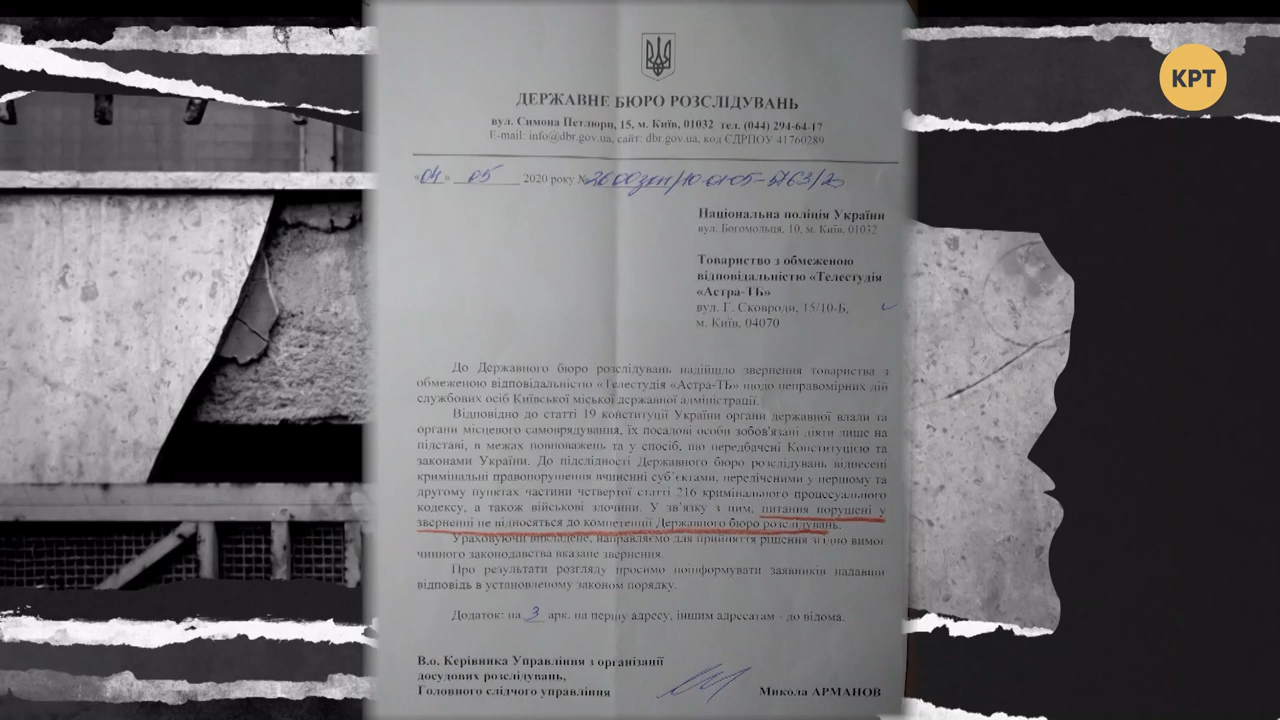 КРТ
ДЕРЖАВНЕ БЮРО РОЗСЛІДУВАНЬ
вул. Симона Петлюри, 15, м. Київ, 01032 тел. (044) 294-64-17
E-mail: info@dbr.gov.ua, сайт: dbr.gov.ua, код ЄДРПОУ 41760289
«04» 05 2020 року №
Національна поліція України
вул. Богомольця, 10, м. Київ, 01032
Товариство з обмеженою
відповідальністю «Телестудія
«Астра-ТБ»
вул. Г. Сковороди, 15/10-Б,
м. Київ, 04070
До Державного бюро розслідувань надійшло звернення товариства з
обмеженою відповідальністю «Телестудія «Астра-ТБ» щодо неправомірних дій
службових осіб Київської міської державної адміністрації.
Відповідно до статті 19 конституції України органи державної влади та
органи місцевого самоврядування, їх посадові особи зобов'язані діяти лише на
підставі, в межах повноважень та у спосіб, що передбачені Конституцією та
законами України. До підслідності Державного бюро розслідувань віднесені
кримінальні правопорушення вчиненні суб'єктами, переліченими у першому та
другому пунктах частини четвертої статті 216 кримінального процесуального
кодексу, а також військові злочини. У зв'язку з цим, питання порушені у
зверненні не відносяться до компетенції Державного бюро розслідувань.
Ураховуючи викладене, направляємо для прийняття рішення згідно вимог
чинного законодавства вказане звернення.
Про результати розгляду просимо поінформувати заявників надавши
відповідь в установленому законом порядку.
Додаток: на 3 арк. на першу адресу, іншим адресатам - до відома.
В.о. Керівника Управління з організації
досудових розслідувань,
Головного слідчого управління Микола АРМАНОВ